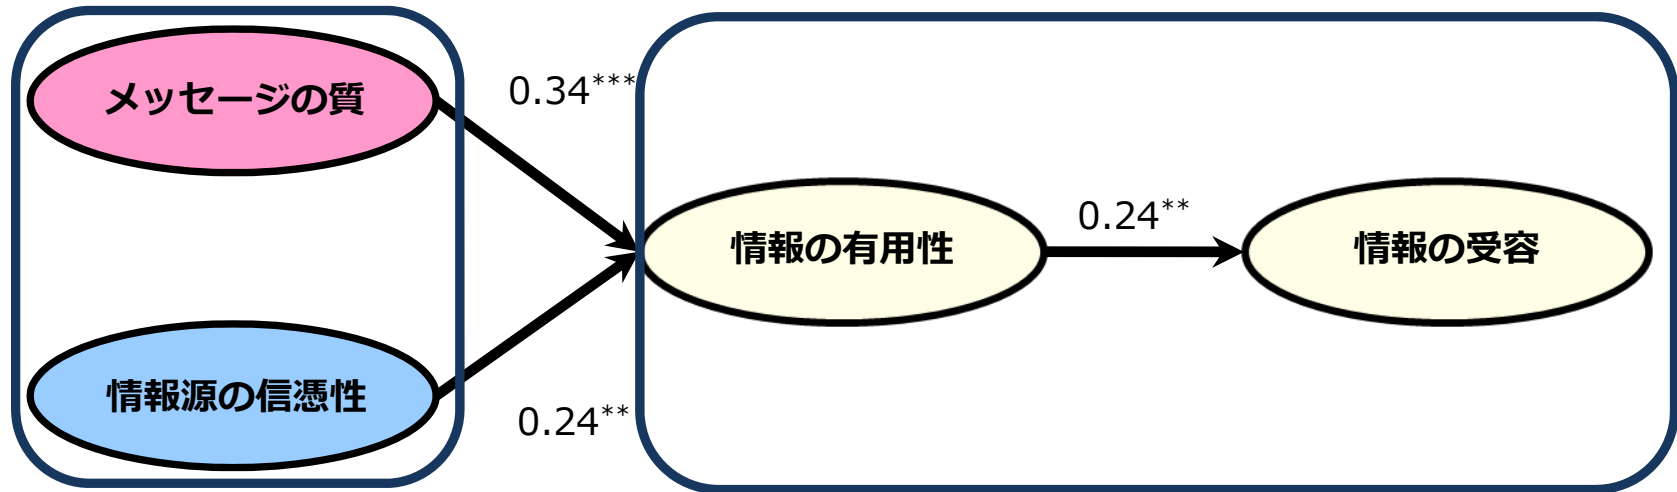 メッセージの質
0.34***
情報の有用性
0.24**
情報の受容
情報源の信憑性
0.24**